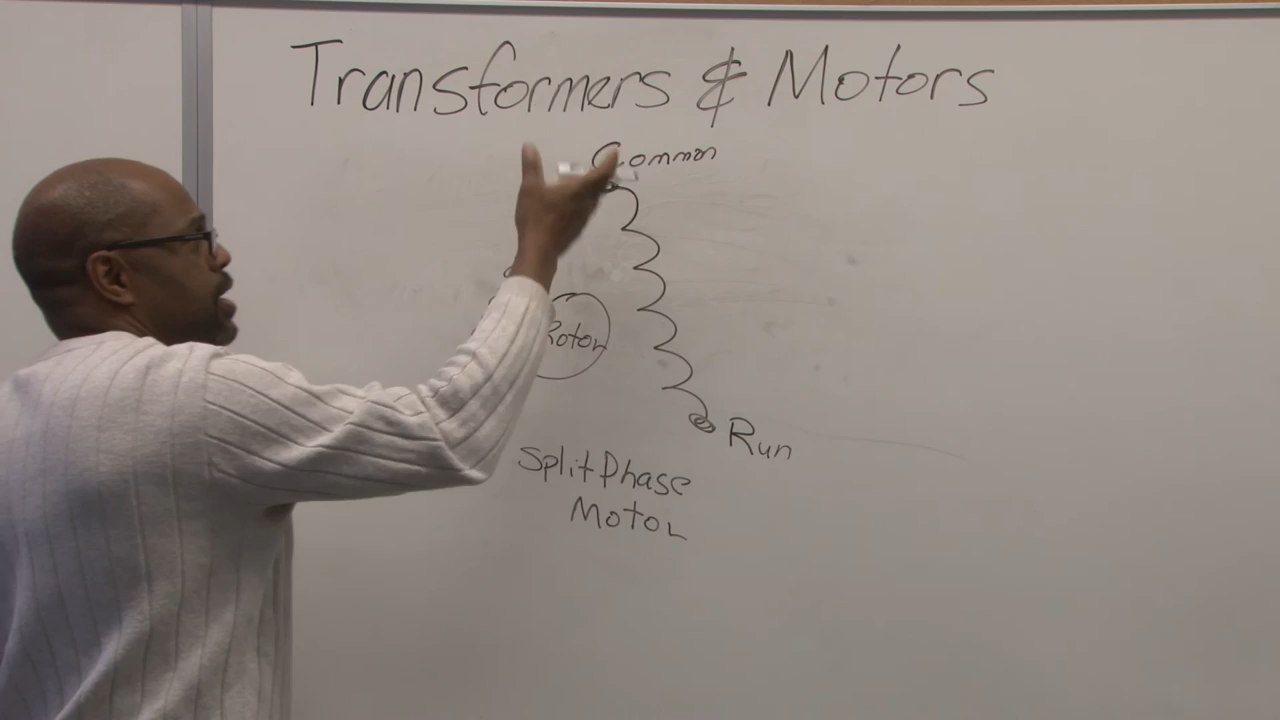 Transformers & Motors
Common
Rotor
Run
Split Phase
Motor